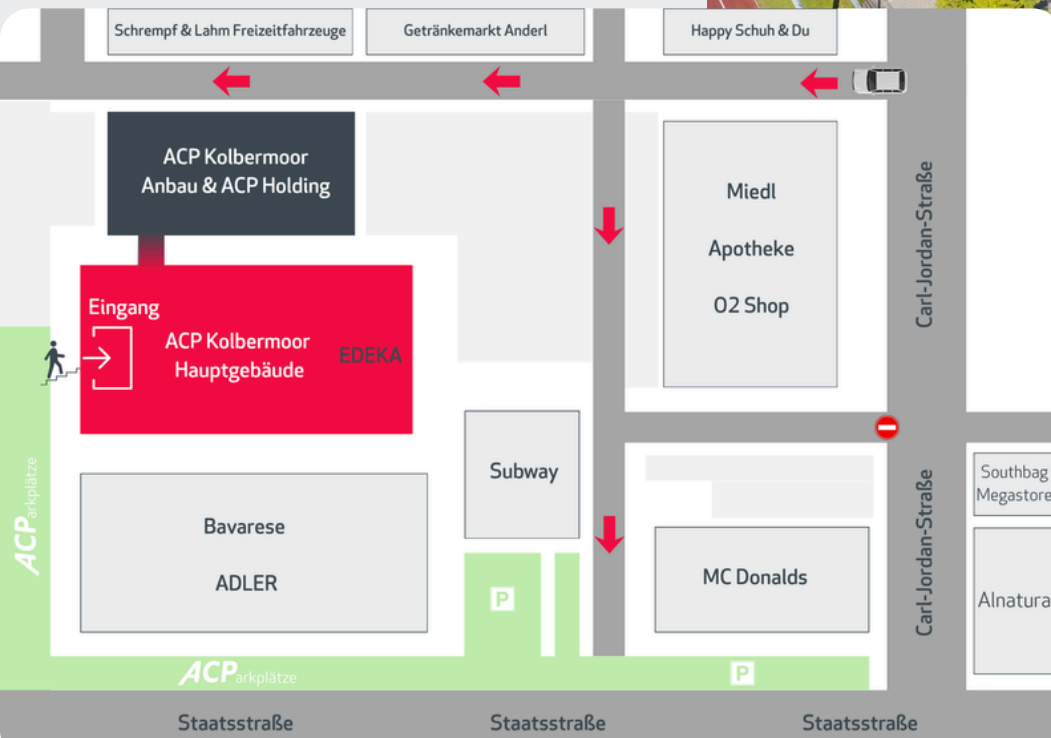 Schrempf & Lahm Freizeitfahrzeuge
Getränkemarkt Anderl
Happy Schuh & Du
ACP Kolbermoor
Anbau & ACP Holding
Miedl
Apotheke
O2 Shop
Carl-Jordan-Straße
Eingang
ACP Kolbermoor
Hauptgebäude
EDEKA
Subway
Bavarese
ADLER
MC Donalds
Southbag
Megastore
Alnatura
Carl-Jordan-Straße
ACParkplätze
P
P
ACParkplätze
Staatsstraße
Staatsstraße
Staatsstraße